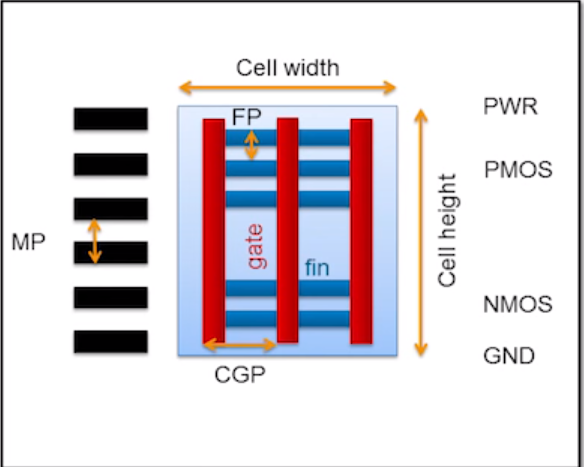 Cell width
PWR
FP
PMOS
MP
gate
fin
Cell height
NMOS
GND
CGP